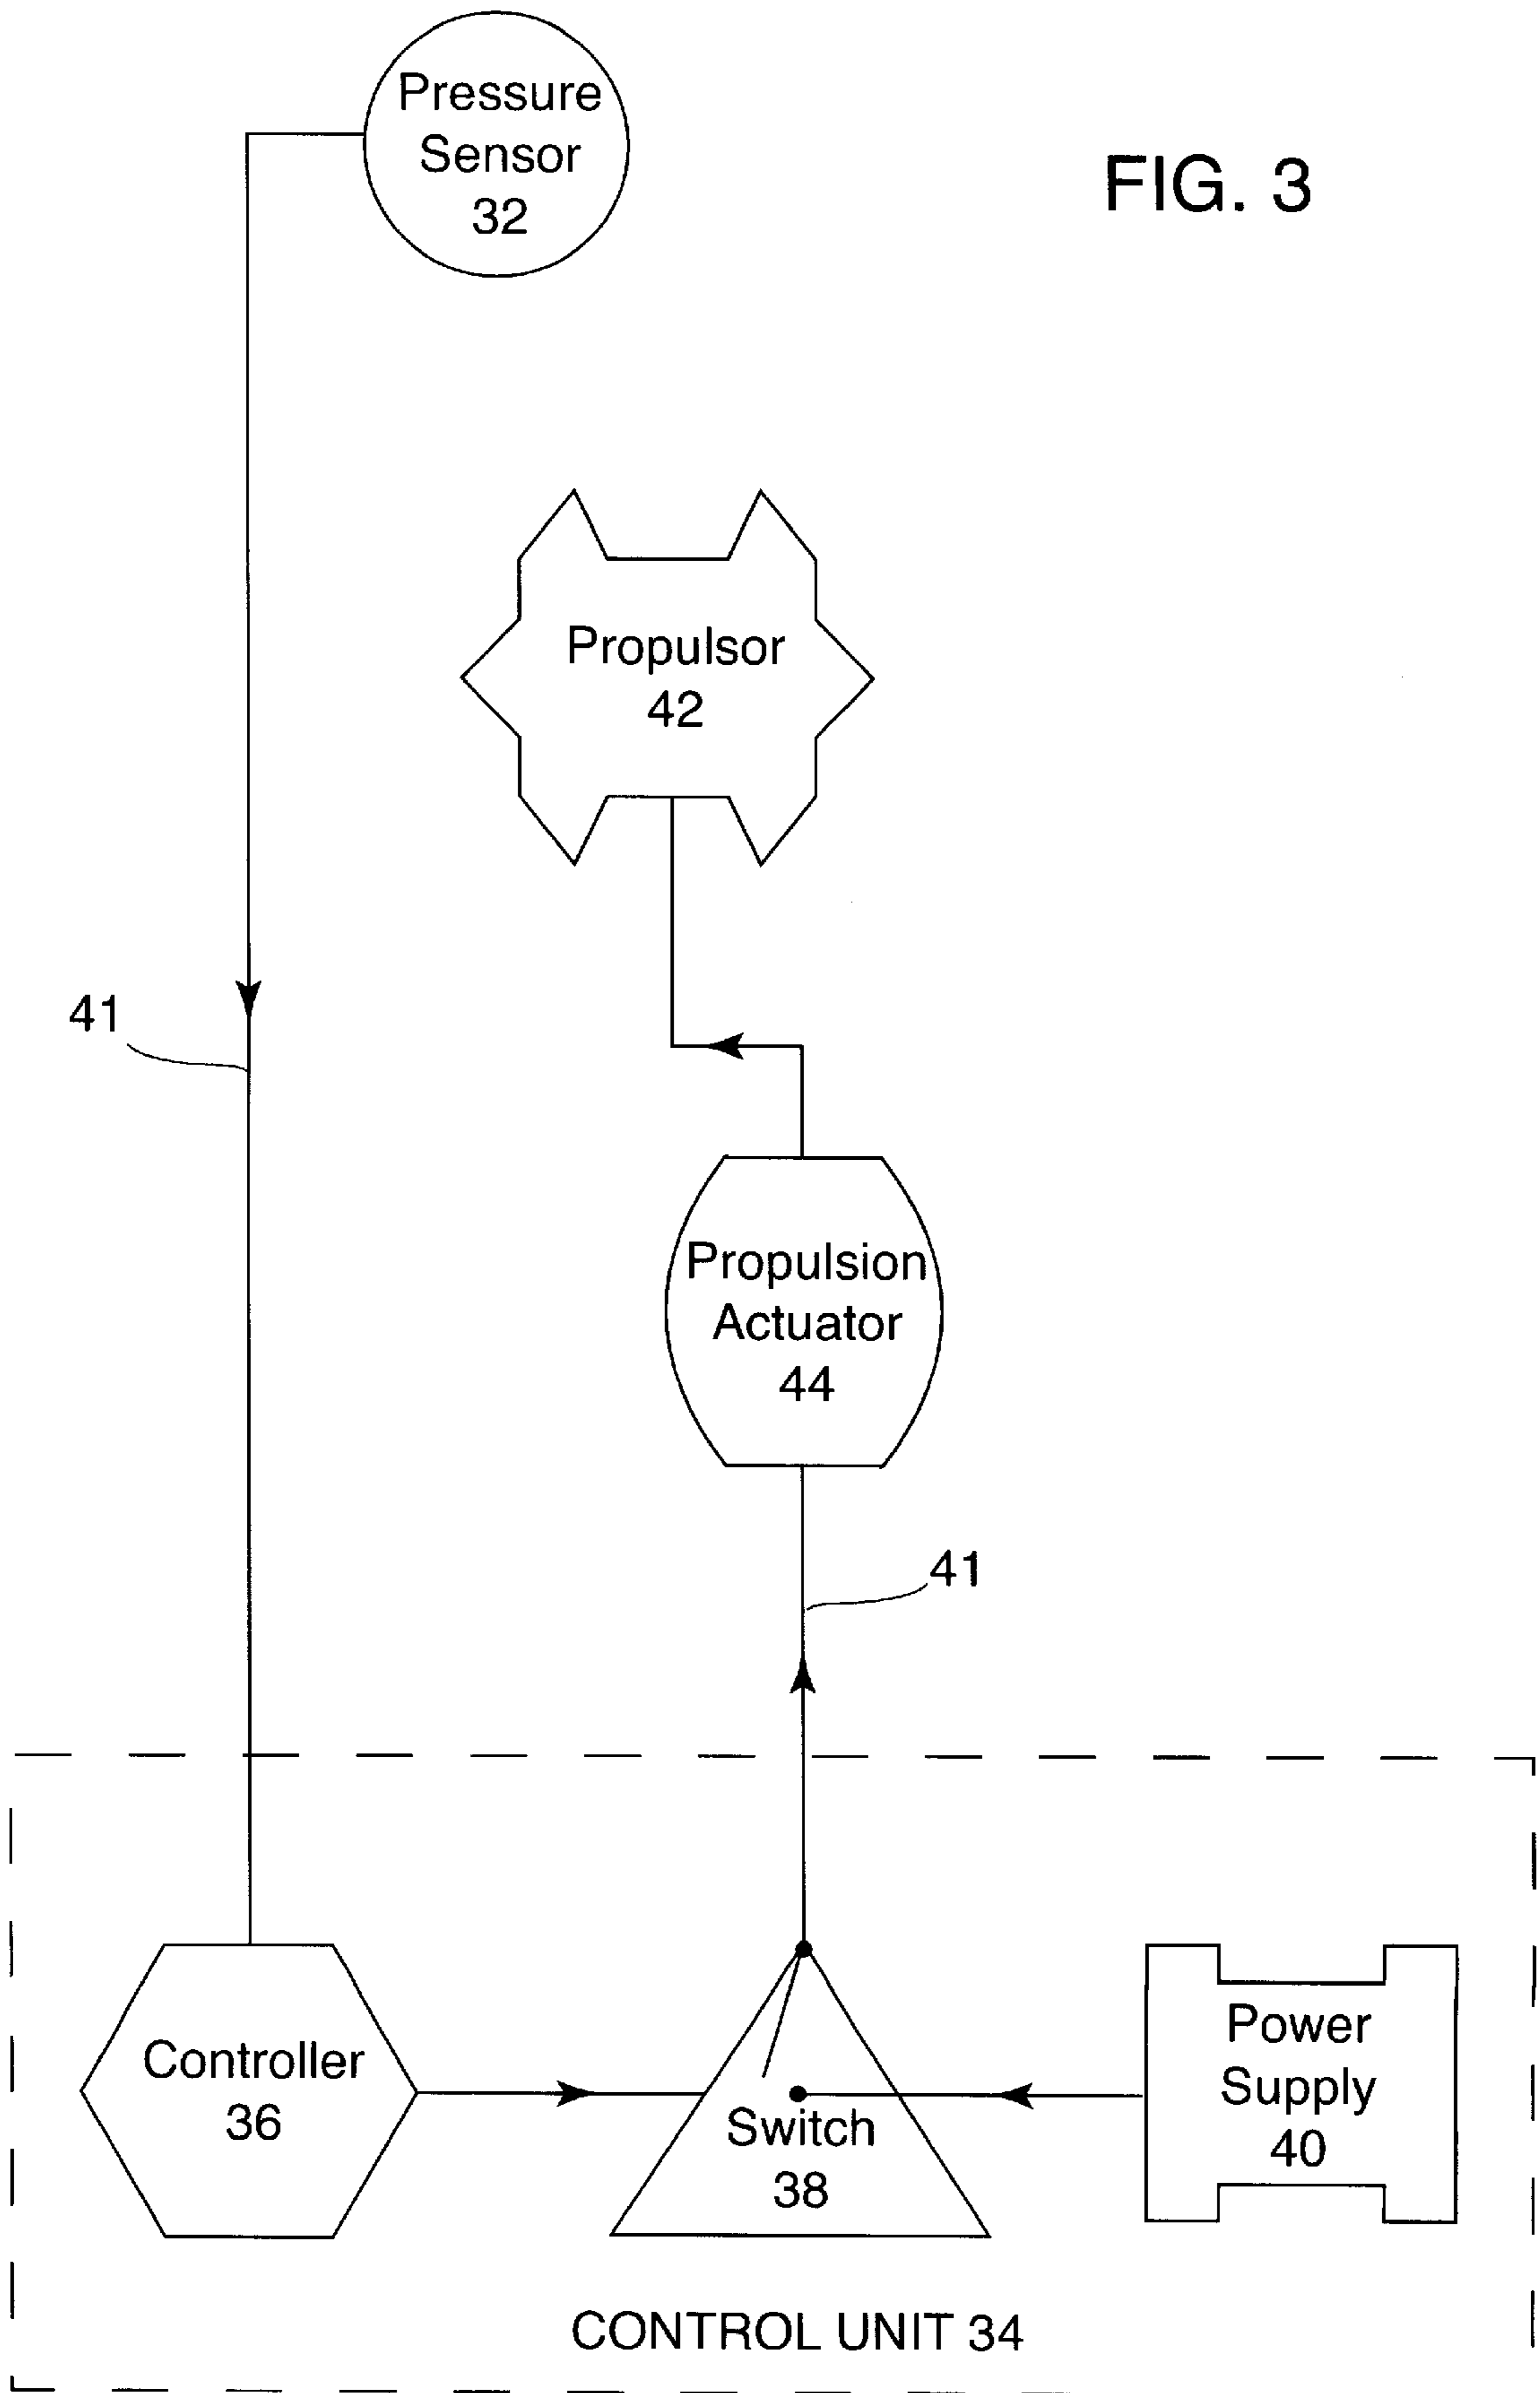 Pressure
Sensor
32
FIG. 3
Propulsor
42
41
Propulsion
Actuator
44
41
Controller
36
Switch
38
Power
Supply
40
CONTROL UNIT 34